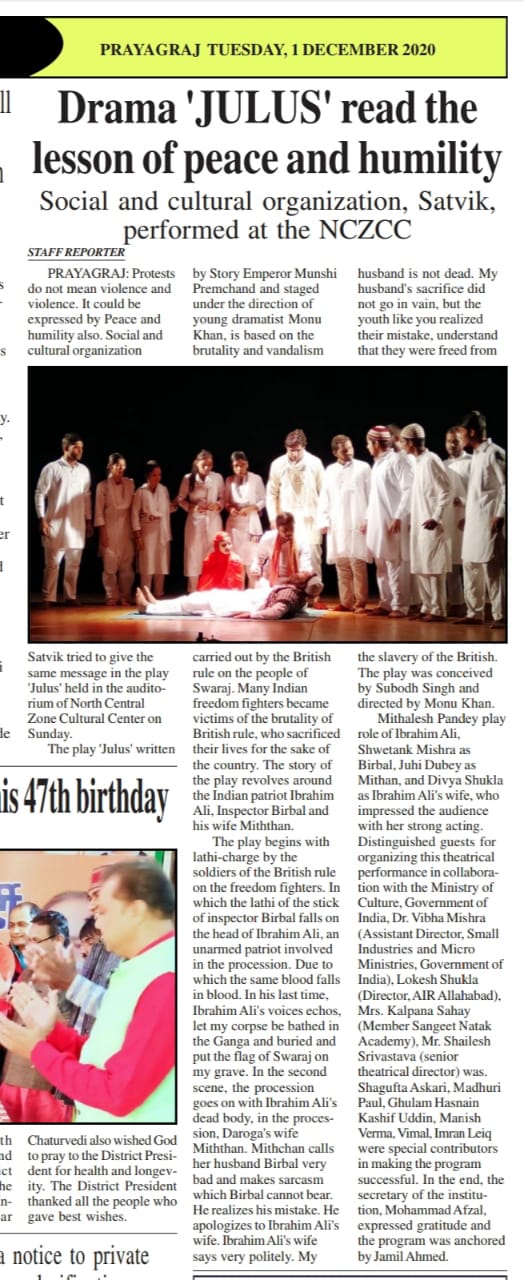 PRAYAGRAJ TUESDAY, 1 DECEMBER 2020
Drama 'JULUS' read the
lesson of peace and humility
Social and cultural organization, Satvik,
performed at the NCZCC
STAFF REPORTER
PRAYAGRAJ: Protests
do not mean violence and
violence. It could be
expressed by Peace and
humility also. Social and
cultural organization
Satvik tried to give the
same message in the play
'Julus' held in the audito-
rium of North Central
Zone Cultural Center on
Sunday.
The play 'Julus' written
by Story Emperor Munshi
Premchand and staged
under the direction of
young dramatist Monu
Khan, is based on the
brutality and vandalism
carried out by the British
rule on the people of
Swaraj. Many Indian
freedom fighters became
victims of the brutality of
British rule, who sacrificed
their lives for the sake of
the country. The story of
the play revolves around
the Indian patriot Ibrahim
Ali, Inspector Birbal and
his wife Miththan.
The play begins with
lathi-charge by the
soldiers of the British rule
on the freedom fighters. In
which the lathi of the stick
of inspector Birbal falls on
the head of Ibrahim Ali, an
unarmed patriot involved
in the procession. Due to
which the same blood falls
in blood. In his last time,
Ibrahim Ali's voices echos,
let my corpse be bathed in
the Ganga and buried and
put the flag of Swaraj on
my grave. In the second
scene, the procession
goes on with Ibrahim Ali's
dead body, in the proces-
sion, Daroga's wife
Miththan. Mithchan calls
her husband Birbal very
bad and makes sarcasm
which Birbal cannot bear.
He realizes his mistake. He
apologizes to Ibrahim Ali's
wife. Ibrahim Ali's wife
says very politely. My
husband is not dead. My
husband's sacrifice did
not go in vain, but the
youth like you realized
their mistake, understand
that they were freed from
the slavery of the British.
The play was conceived
by Subodh Singh and
directed by Monu Khan.
Mithalesh Pandey play
role of Ibrahim Ali,
Shwetank Mishra as
Birbal, Juhi Dubey as
Mithan, and Divya Shukla
as Ibrahim Ali's wife, who
impressed the audience
with her strong acting.
Distinguished guests for
organizing this theatrical
performance in collabora-
tion with the Ministry of
Culture, Government of
India, Dr. Vibha Mishra
(Assistant Director, Small
Industries and Micro
Ministries, Government of
India), Lokesh Shukla
(Director, AIR Allahabad),
Mrs. Kalpana Sahay
(Member Sangeet Natak
Academy), Mr. Shailesh
Srivastava (senior
theatrical director) was.
Shagufta Askari, Madhuri
Paul, Ghulam Hasnain
Kashif Uddin, Manish
Verma, Vimal, Imran Leiq
were special contributors
in making the program
successful. In the end, the
secretary of the institu-
tion, Mohammad Afzal,
expressed gratitude and
the program was anchored
by Jamil Ahmed.
his 47th birthday
Chaturvedi also wished God
to pray to the District Presi-
dent for health and longev-
ity. The District President
thanked all the people who
gave best wishes.
a notice to private